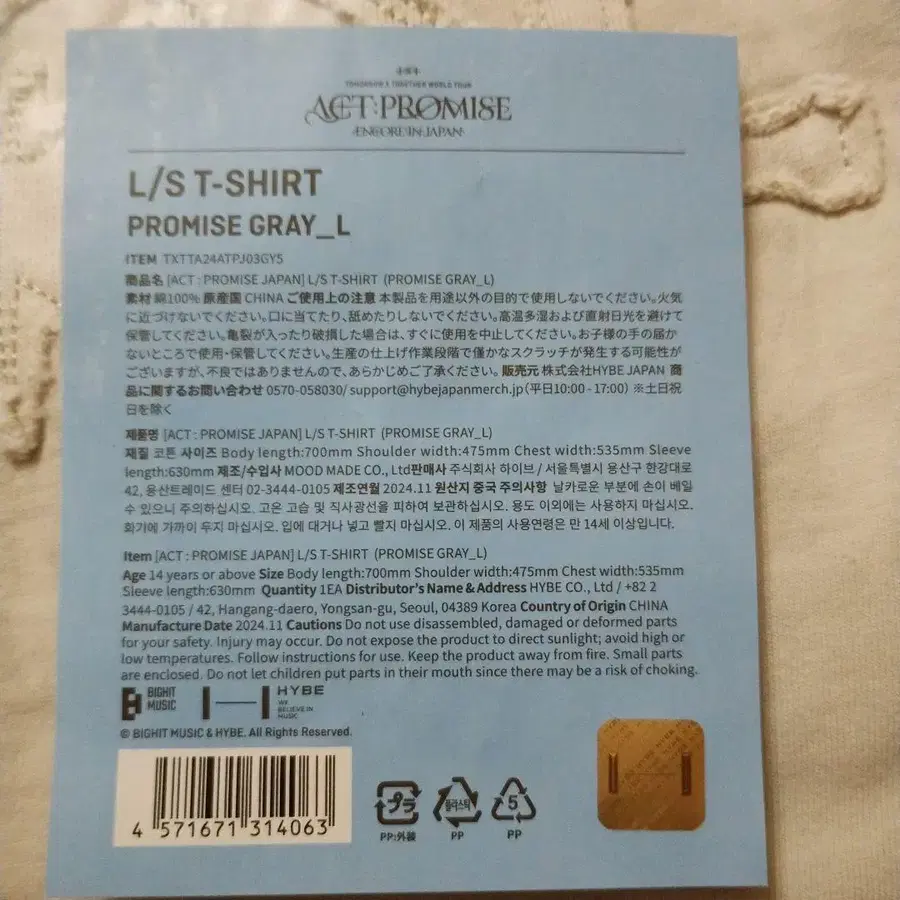 TOMORROW X TOGETHER WORLD TOUR
ACT:PROMISE
ENCORE IN JAPAN
L/S T-SHIRT
PROMISE GRAY_L
ITEM TXTTA24ATPJ03GY5
商品名 [ACT : PROMISE JAPAN] L/S T-SHIRT (PROMISE GRAY_L)
素材 綿100% 原産国 CHINA ご使用上の注意 本製品を用途以外の目的で使用しないでください。火気
に近づけないでください。口に当てたり、舐めたりしないでください。高温多湿および直射日光を避けて
保管してください。亀裂が入ったり破損した場合は、すぐに使用を中止してください。お子様の手の届か
ないところで使用・保管してください。生産の仕上げ作業段階で僅かなスクラッチが発生する可能性が
ございますが、不良ではありませんので、あらかじめご了承ください。 販売元 株式会社HYBE JAPAN 商
品に関するお問い合わせ 0570-058030/ support@hybejapanmerch.jp (平日10:00 - 17:00) ※土日祝
日を除く
제품명 [ACT : PROMISE JAPAN] L/S T-SHIRT (PROMISE GRAY_L)
재질 코튼 사이즈 Body length:700mm Shoulder width:475mm Chest width:535mm Sleeve
length:630mm 제조/수입사 MOOD MADE CO., Ltd판매사 주식회사 하이브 / 서울특별시 용산구 한강대로
42, 용산트레이드 센터 02-3444-0105 제조연월 2024.11 원산지 중국 주의사항 날카로운 부분에 손이 베일
수 있으니 주의하십시오. 고온 고습 및 직사광선을 피하여 보관하십시오. 용도 이외에는 사용하지 마십시오.
화기에 가까이 두지 마십시오. 입에 대거나 넣고 빨지 마십시오. 이 제품의 사용연령은 만 14세 이상입니다.
Item [ACT : PROMISE JAPAN] L/S T-SHIRT (PROMISE GRAY_L)
Age 14 years or above Size Body length:700mm Shoulder width:475mm Chest width:535mm
Sleeve length:630mm Quantity 1EA Distributor's Name & Address HYBE CO., Ltd / +82 2
3444-0105 / 42, Hangang-daero, Yongsan-gu, Seoul, 04389 Korea Country of Origin CHINA
Manufacture Date 2024.11 Cautions Do not use disassembled, damaged or deformed parts
for your safety. Injury may occur. Do not expose the product to direct sunlight; avoid high or
low temperatures. Follow instructions for use. Keep the product away from fire. Small parts
are enclosed. Do not let children put parts in their mouth since there may be a risk of choking.
BIGHIT MUSIC
HYBE
WE BELIEVE IN MUSIC
© BIGHIT MUSIC & HYBE. All Rights Reserved.
4 571671 314063
プラ
PP:外装
플라스틱
PP
5
PP